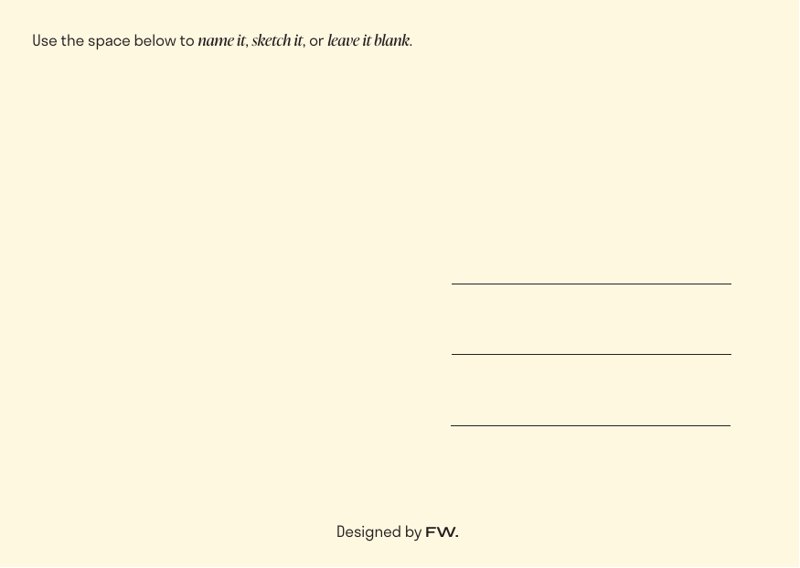 Use the space below to name it, sketch it, or leave it blank.
Designed by FW.